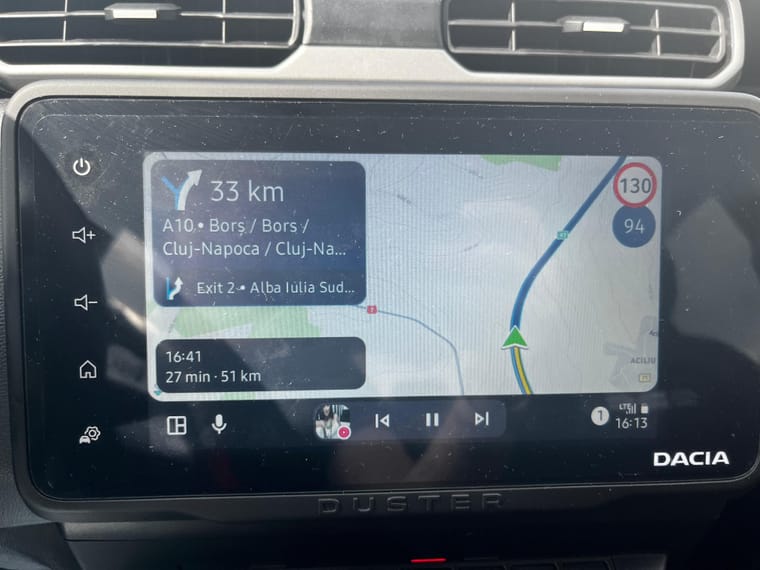 33 km
A10 • Borș / Bors /
Cluj-Napoca / Cluj-Na...
Exit 2 • Alba Iulia Sud...
130
94
16:41
27 min · 51 km
ACILIU
1
LTE
16:13
DACIA
DUSTER